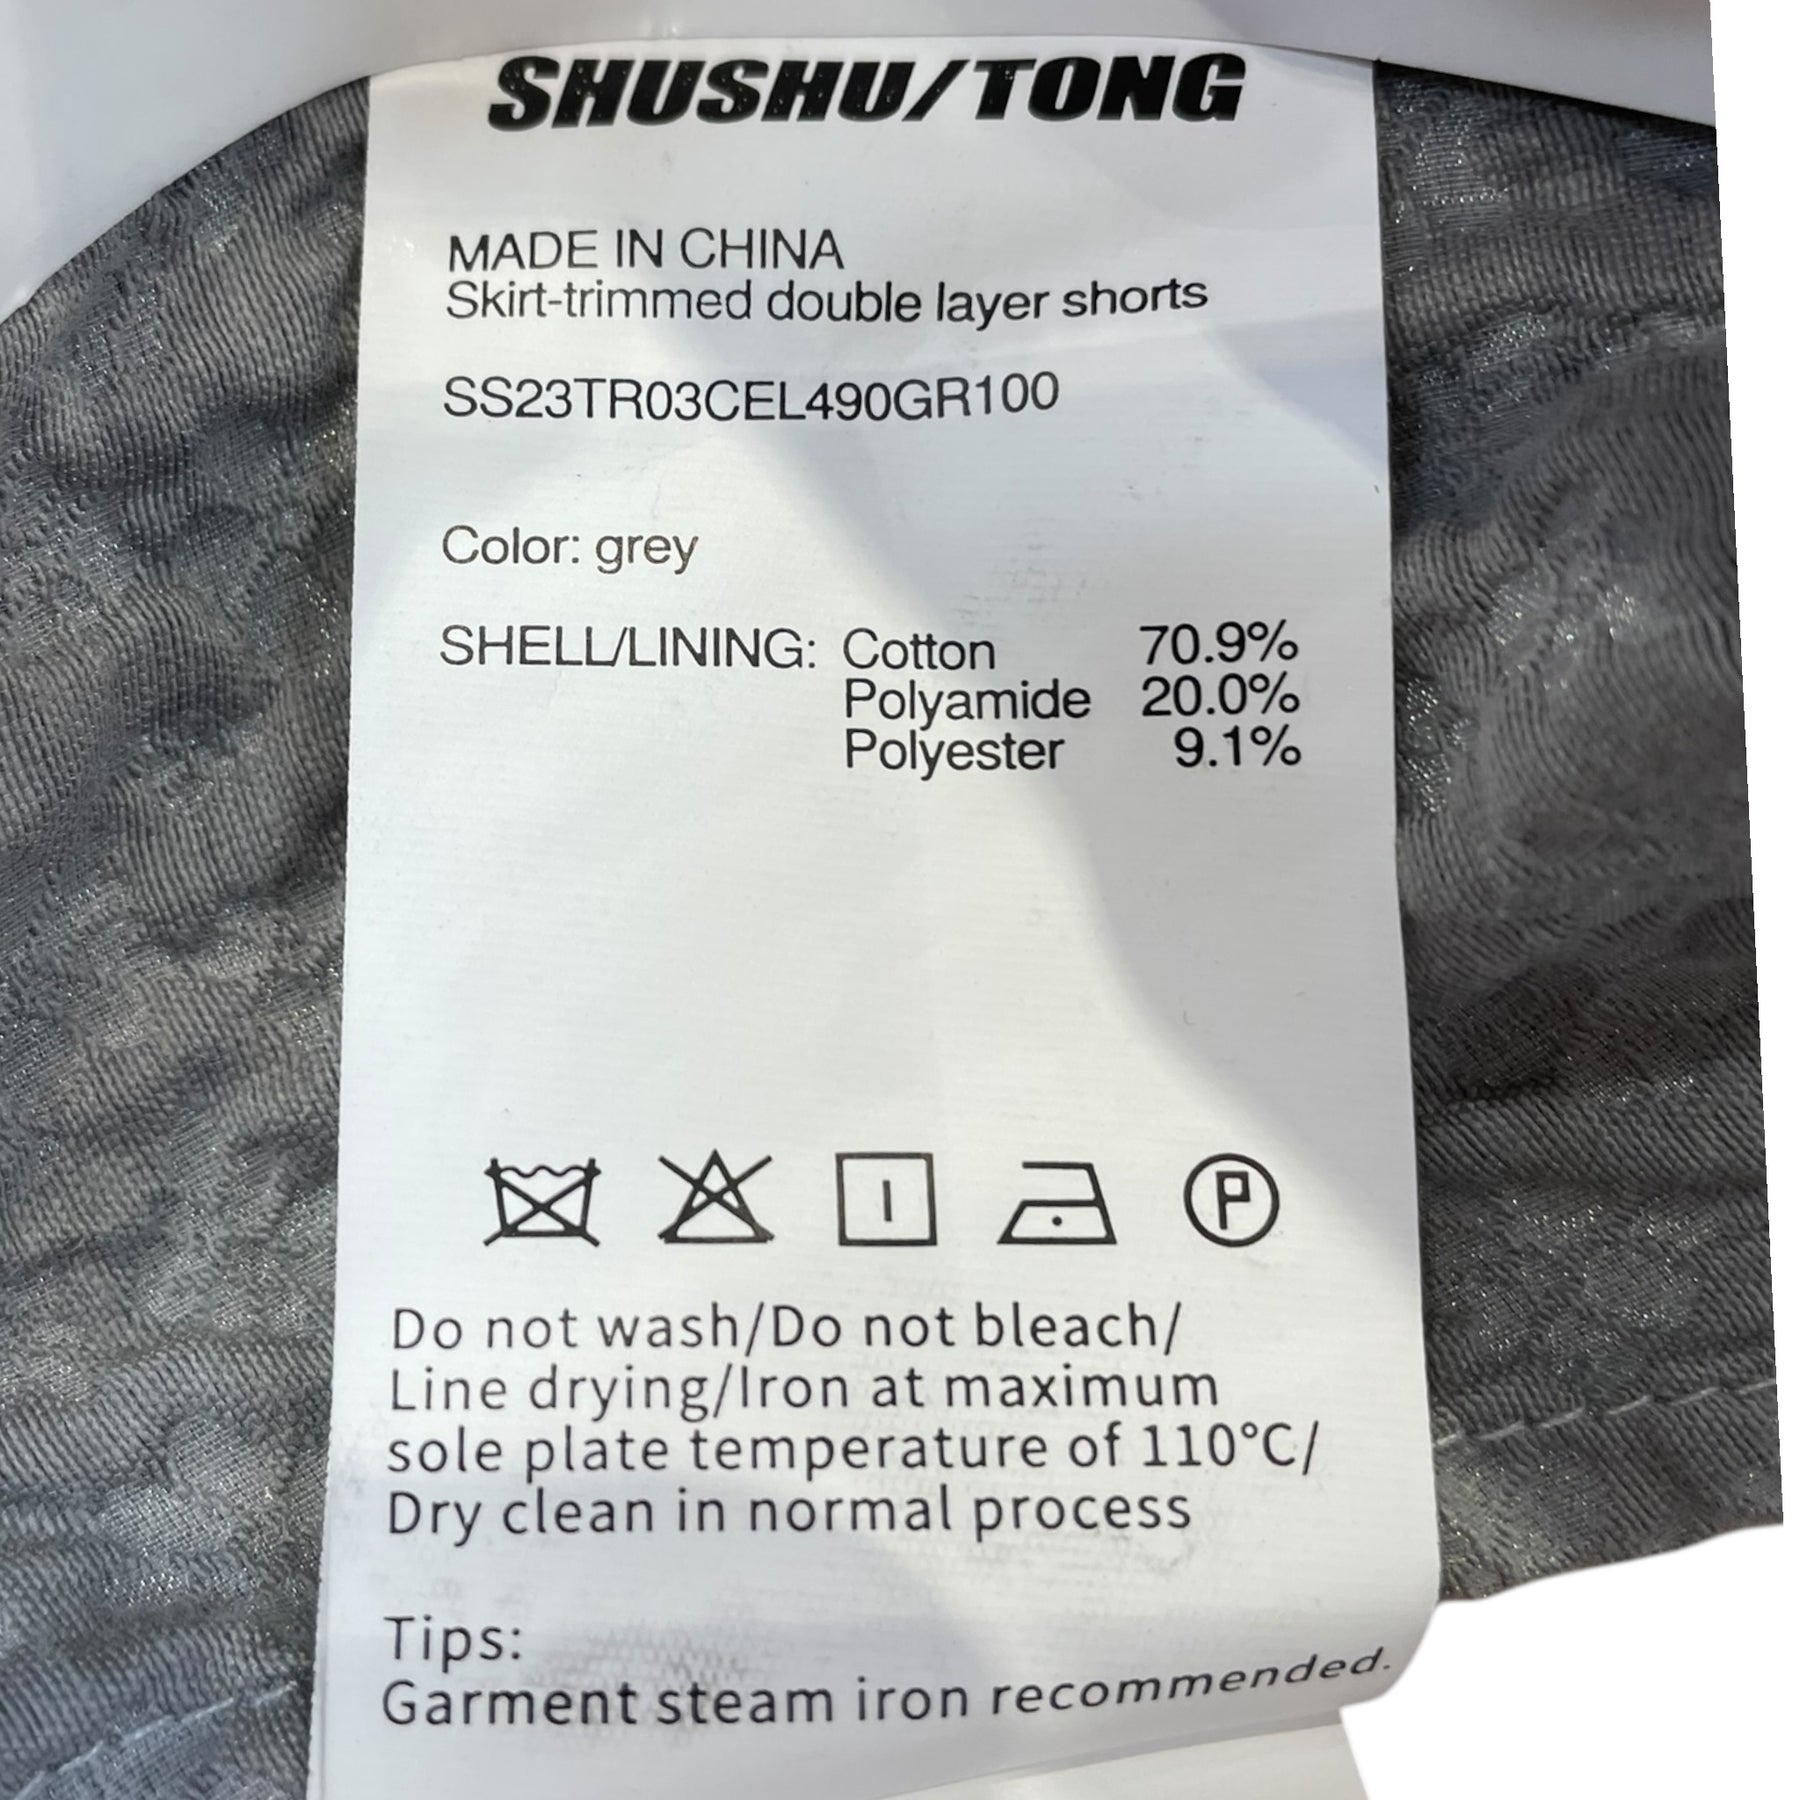 SHUSHU/TONG
MADE IN CHINA
Skirt-trimmed double layer shorts
SS23TR03CEL490GR100
Color: grey
SHELL/LINING: Cotton 70.9%
Polyamide 20.0%
Polyester 9.1%
P
Do not wash/Do not bleach/
Line drying/Iron at maximum
sole plate temperature of 110°C/
Dry clean in normal process
Tips:
Garment steam iron recommended.